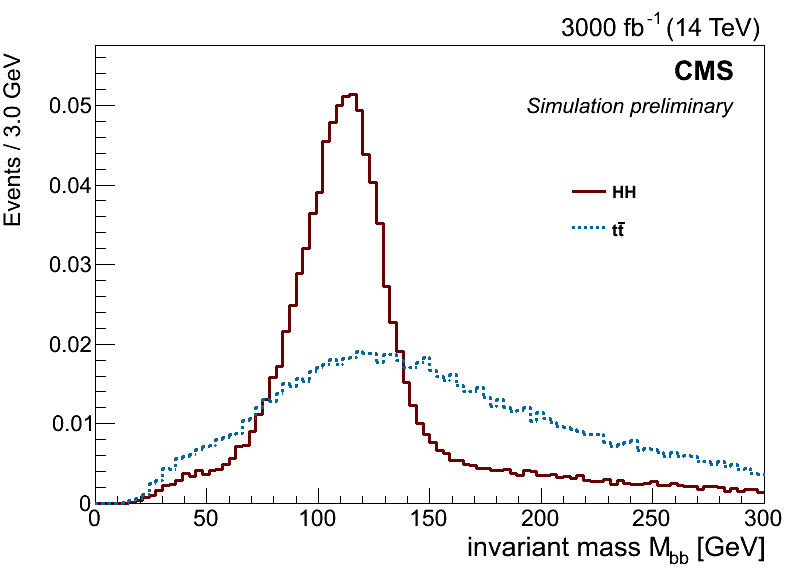 3000 fb⁻¹ (14 TeV)
CMS
Simulation preliminary
HH
tt̄
Events / 3.0 GeV
0.05
0.04
0.03
0.02
0.01
0
0 50 100 150 200 250 300
invariant mass M_bb [GeV]